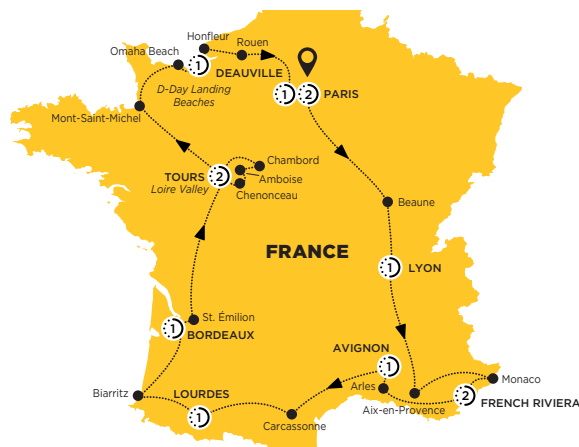 Honfleur
Rouen
Omaha Beach
1
DEAUVILLE
D-Day Landing
Beaches
1
2
PARIS
Mont-Saint-Michel
Chambord
TOURS
2
Amboise
Loire Valley
Chenonceau
Beaune
FRANCE
1
LYON
St. Émilion
1
BORDEAUX
AVIGNON
1
Monaco
Arles
Biarritz
LOURDES
2
FRENCH RIVIERA
Aix-en-Provence
1
Carcassonne